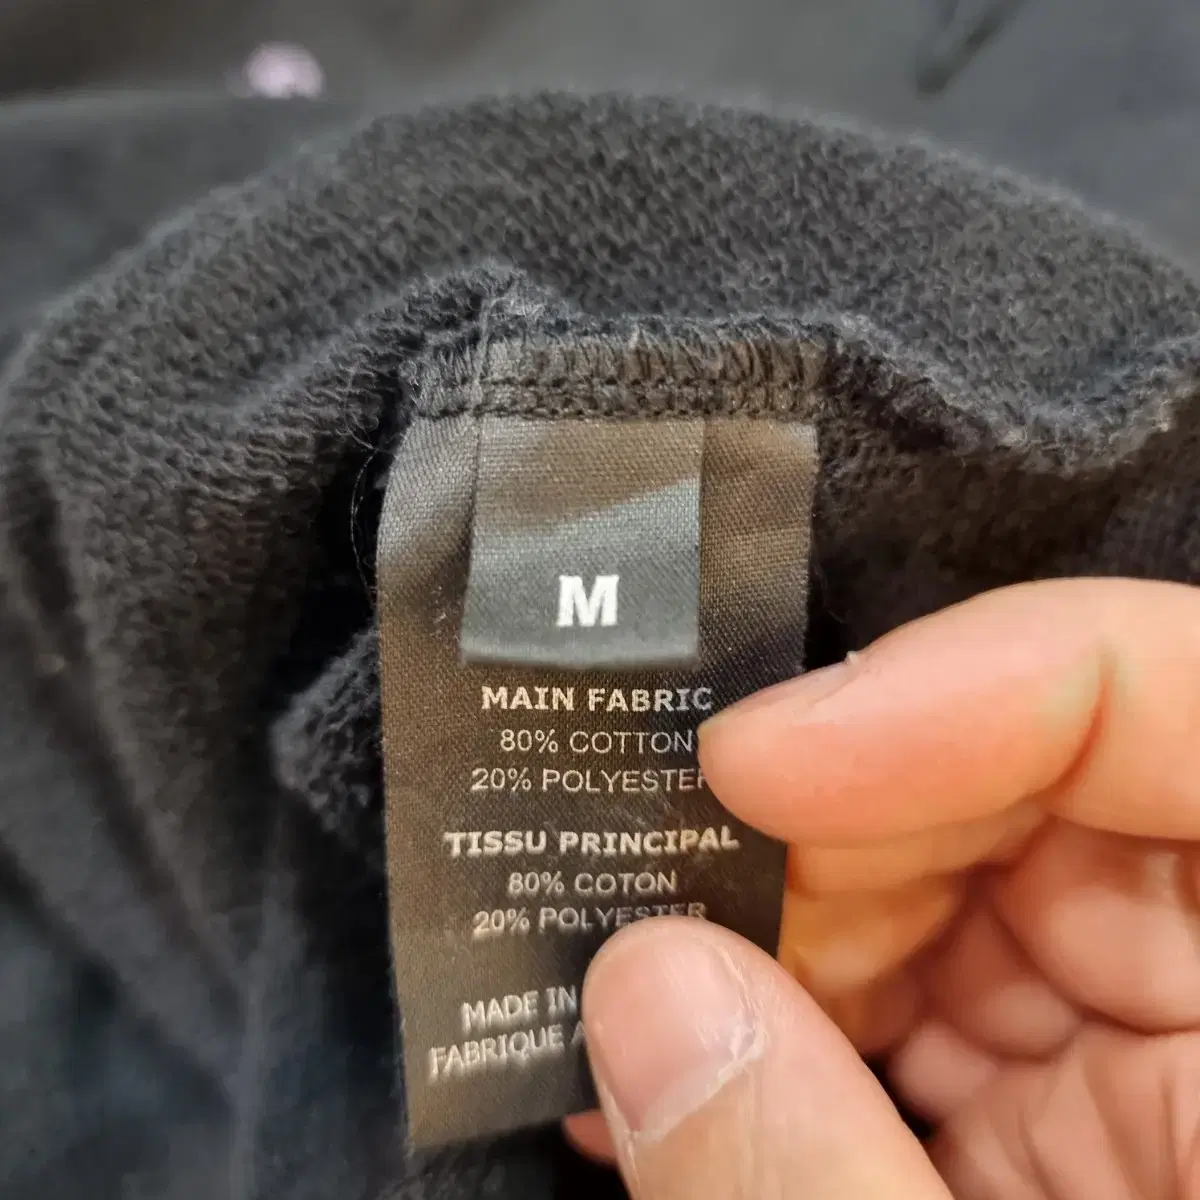 M
MAIN FABRIC
80% COTTON
20% POLYESTER
TISSU PRINCIPAL
80% COTON
20% POLYESTER
MADE IN
FABRIQUE